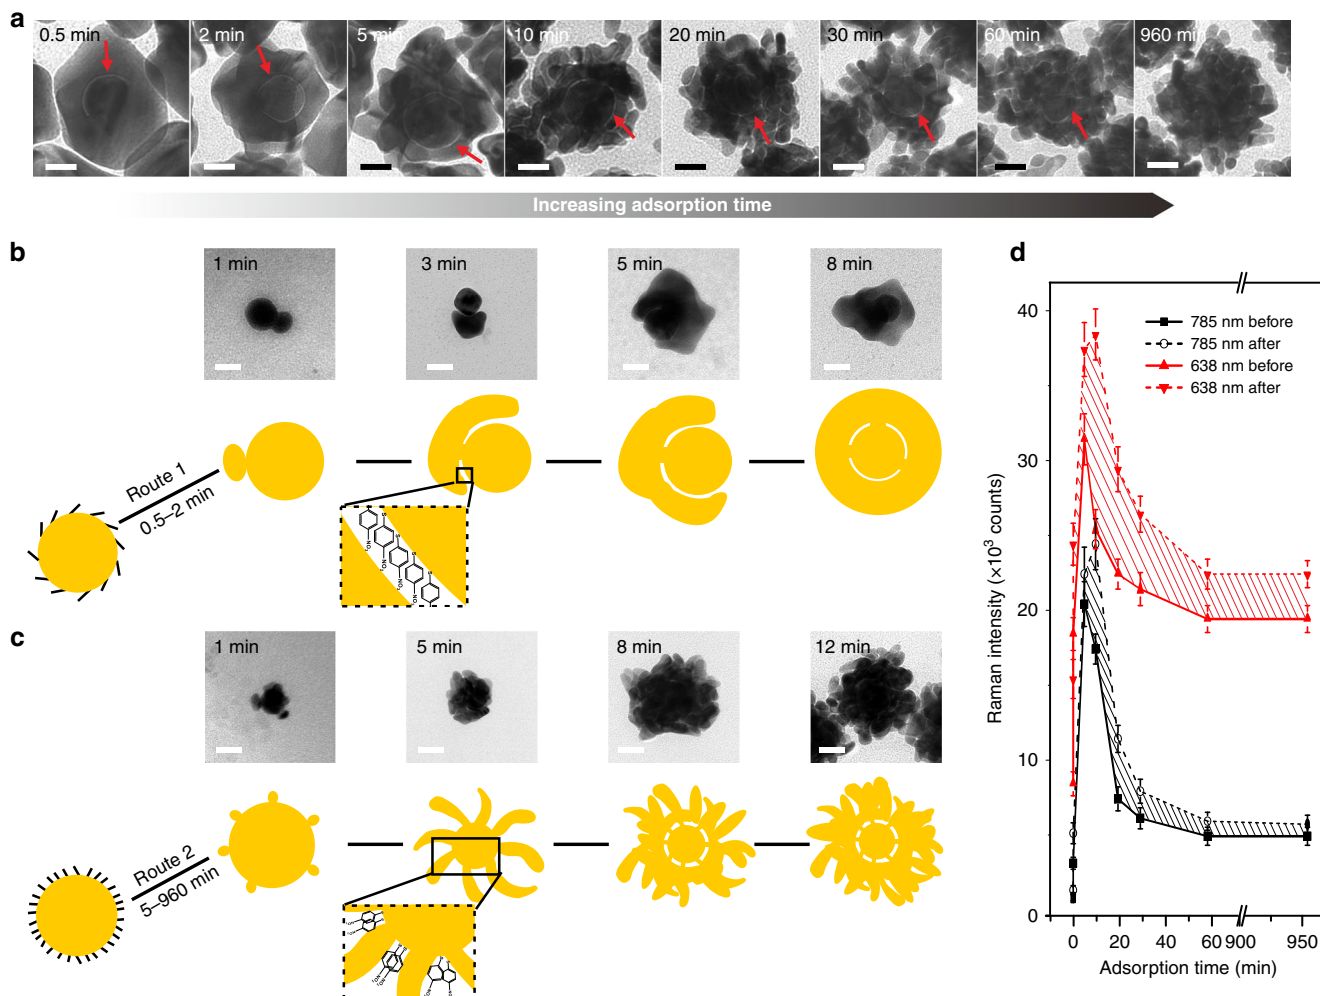 a
0.5 min
2 min
5 min
10 min
20 min
30 min
60 min
960 min
Increasing adsorption time
b
1 min
3 min
5 min
8 min
Route 1
0.5–2 min
S
S
S
S
S
NO₂
NO₂
NO₂
NO₂
c
1 min
5 min
8 min
12 min
Route 2
5–960 min
d
785 nm before
785 nm after
638 nm before
638 nm after
Raman intensity (×10³ counts)
40
30
20
10
0
0 20 40 60 900 950
Adsorption time (min)